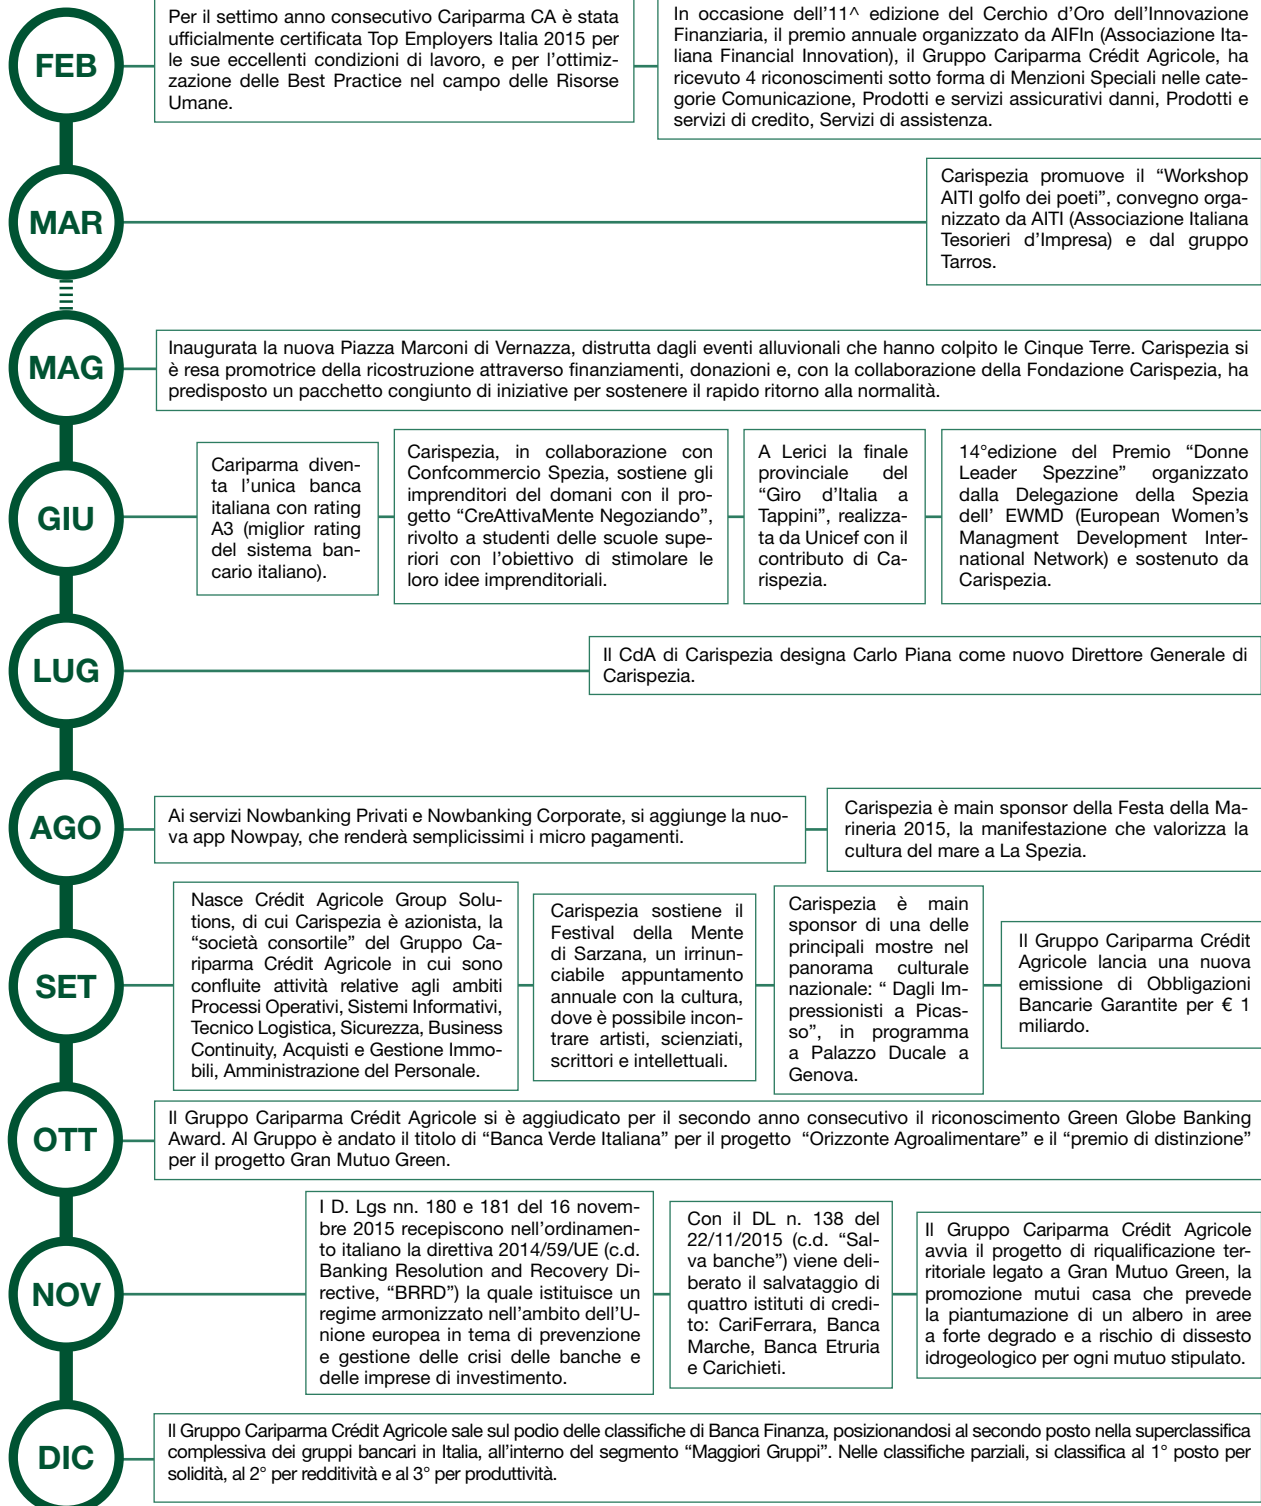 FEB
Per il settimo anno consecutivo Cariparma CA è stata
ufficialmente certificata Top Employers Italia 2015 per
le sue eccellenti condizioni di lavoro, e per l'ottimiz-
zazione delle Best Practice nel campo delle Risorse
Umane.
In occasione dell'11^ edizione del Cerchio d'Oro dell'Innovazione
Finanziaria, il premio annuale organizzato da AIFIn (Associazione Ita-
liana Financial Innovation), il Gruppo Cariparma Crédit Agricole, ha
ricevuto 4 riconoscimenti sotto forma di Menzioni Speciali nelle cate-
gorie Comunicazione, Prodotti e servizi assicurativi danni, Prodotti e
servizi di credito, Servizi di assistenza.
MAR
Carispezia promuove il “Workshop
AITI golfo dei poeti”, convegno orga-
nizzato da AITI (Associazione Italiana
Tesorieri d'Impresa) e dal gruppo
Tarros.
MAG
Inaugurata la nuova Piazza Marconi di Vernazza, distrutta dagli eventi alluvionali che hanno colpito le Cinque Terre. Carispezia si
è resa promotrice della ricostruzione attraverso finanziamenti, donazioni e, con la collaborazione della Fondazione Carispezia, ha
predisposto un pacchetto congiunto di iniziative per sostenere il rapido ritorno alla normalità.
GIU
Cariparma diven-
ta l'unica banca
italiana con rating
A3 (miglior rating
del sistema ban-
cario italiano).
Carispezia, in collaborazione con
Confcommercio Spezia, sostiene gli
imprenditori del domani con il pro-
getto “CreAttivaMente Negoziando”,
rivolto a studenti delle scuole supe-
riori con l'obiettivo di stimolare le
loro idee imprenditoriali.
A Lerici la finale
provinciale del
“Giro d'Italia a
Tappini”, realizza-
ta da Unicef con il
contributo di Ca-
rispezia.
14°edizione del Premio “Donne
Leader Spezzine” organizzato
dalla Delegazione della Spezia
dell' EWMD (European Women's
Managment Development Inter-
national Network) e sostenuto da
Carispezia.
LUG
Il CdA di Carispezia designa Carlo Piana come nuovo Direttore Generale di
Carispezia.
AGO
Ai servizi Nowbanking Privati e Nowbanking Corporate, si aggiunge la nuo-
va app Nowpay, che renderà semplicissimi i micro pagamenti.
Carispezia è main sponsor della Festa della Ma-
rineria 2015, la manifestazione che valorizza la
cultura del mare a La Spezia.
SET
Nasce Crédit Agricole Group Solu-
tions, di cui Carispezia è azionista, la
“società consortile” del Gruppo Ca-
riparma Crédit Agricole in cui sono
confluite attività relative agli ambiti
Processi Operativi, Sistemi Informativi,
Tecnico Logistica, Sicurezza, Business
Continuity, Acquisti e Gestione Immo-
bili, Amministrazione del Personale.
Carispezia sostiene il
Festival della Mente
di Sarzana, un irrinun-
ciabile appuntamento
annuale con la cultura,
dove è possibile incon-
trare artisti, scienziati,
scrittori e intellettuali.
Carispezia è main
sponsor di una delle
principali mostre nel
panorama culturale
nazionale: “ Dagli Im-
pressionisti a Picas-
so”, in programma
a Palazzo Ducale a
Genova.
Il Gruppo Cariparma Crédit
Agricole lancia una nuova
emissione di Obbligazioni
Bancarie Garantite per € 1
miliardo.
OTT
Il Gruppo Cariparma Crédit Agricole si è aggiudicato per il secondo anno consecutivo il riconoscimento Green Globe Banking
Award. Al Gruppo è andato il titolo di “Banca Verde Italiana” per il progetto “Orizzonte Agroalimentare” e il “premio di distinzione”
per il progetto Gran Mutuo Green.
NOV
I D. Lgs nn. 180 e 181 del 16 novem-
bre 2015 recepiscono nell'ordinamen-
to italiano la direttiva 2014/59/UE (c.d.
Banking Resolution and Recovery Di-
rective, “BRRD”) la quale istituisce un
regime armonizzato nell'ambito dell'U-
nione europea in tema di prevenzione
e gestione delle crisi delle banche e
delle imprese di investimento.
Con il DL n. 138 del
22/11/2015 (c.d. “Sal-
va banche”) viene deli-
berato il salvataggio di
quattro istituti di credi-
to: CariFerrara, Banca
Marche, Banca Etruria
e Carichieti.
Il Gruppo Cariparma Crédit Agricole
avvia il progetto di riqualificazione ter-
ritoriale legato a Gran Mutuo Green, la
promozione mutui casa che prevede
la piantumazione di un albero in aree
a forte degrado e a rischio di dissesto
idrogeologico per ogni mutuo stipulato.
DIC
Il Gruppo Cariparma Crédit Agricole sale sul podio delle classifiche di Banca Finanza, posizionandosi al secondo posto nella superclassifica
complessiva dei gruppi bancari in Italia, all'interno del segmento “Maggiori Gruppi”. Nelle classifiche parziali, si classifica al 1° posto per
solidità, al 2° per redditività e al 3° per produttività.